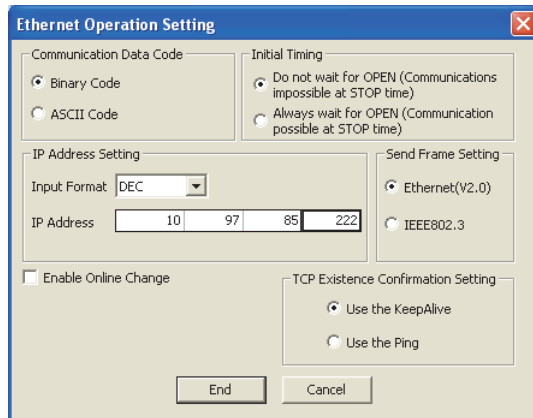 Ethernet Operation Setting
Communication Data Code
Binary Code
ASCII Code
Initial Timing
Do not wait for OPEN (Communications
impossible at STOP time)
Always wait for OPEN (Communication
possible at STOP time)
IP Address Setting
Input Format DEC
IP Address 10 97 85 222
Send Frame Setting
Ethernet(V2.0)
IEEE802.3
Enable Online Change
TCP Existence Confirmation Setting
Use the KeepAlive
Use the Ping
End Cancel